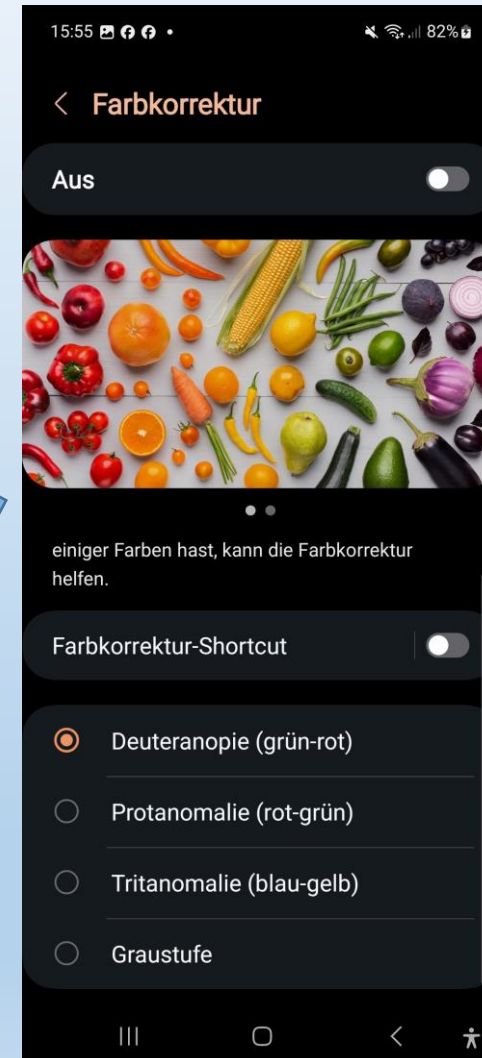 15:55 82%
Farbkorrektur
Aus
einiger Farben hast, kann die Farbkorrektur
helfen.
Farbkorrektur-Shortcut
Deuteranopie (grün-rot)
Protanomalie (rot-grün)
Tritanomalie (blau-gelb)
Graustufe